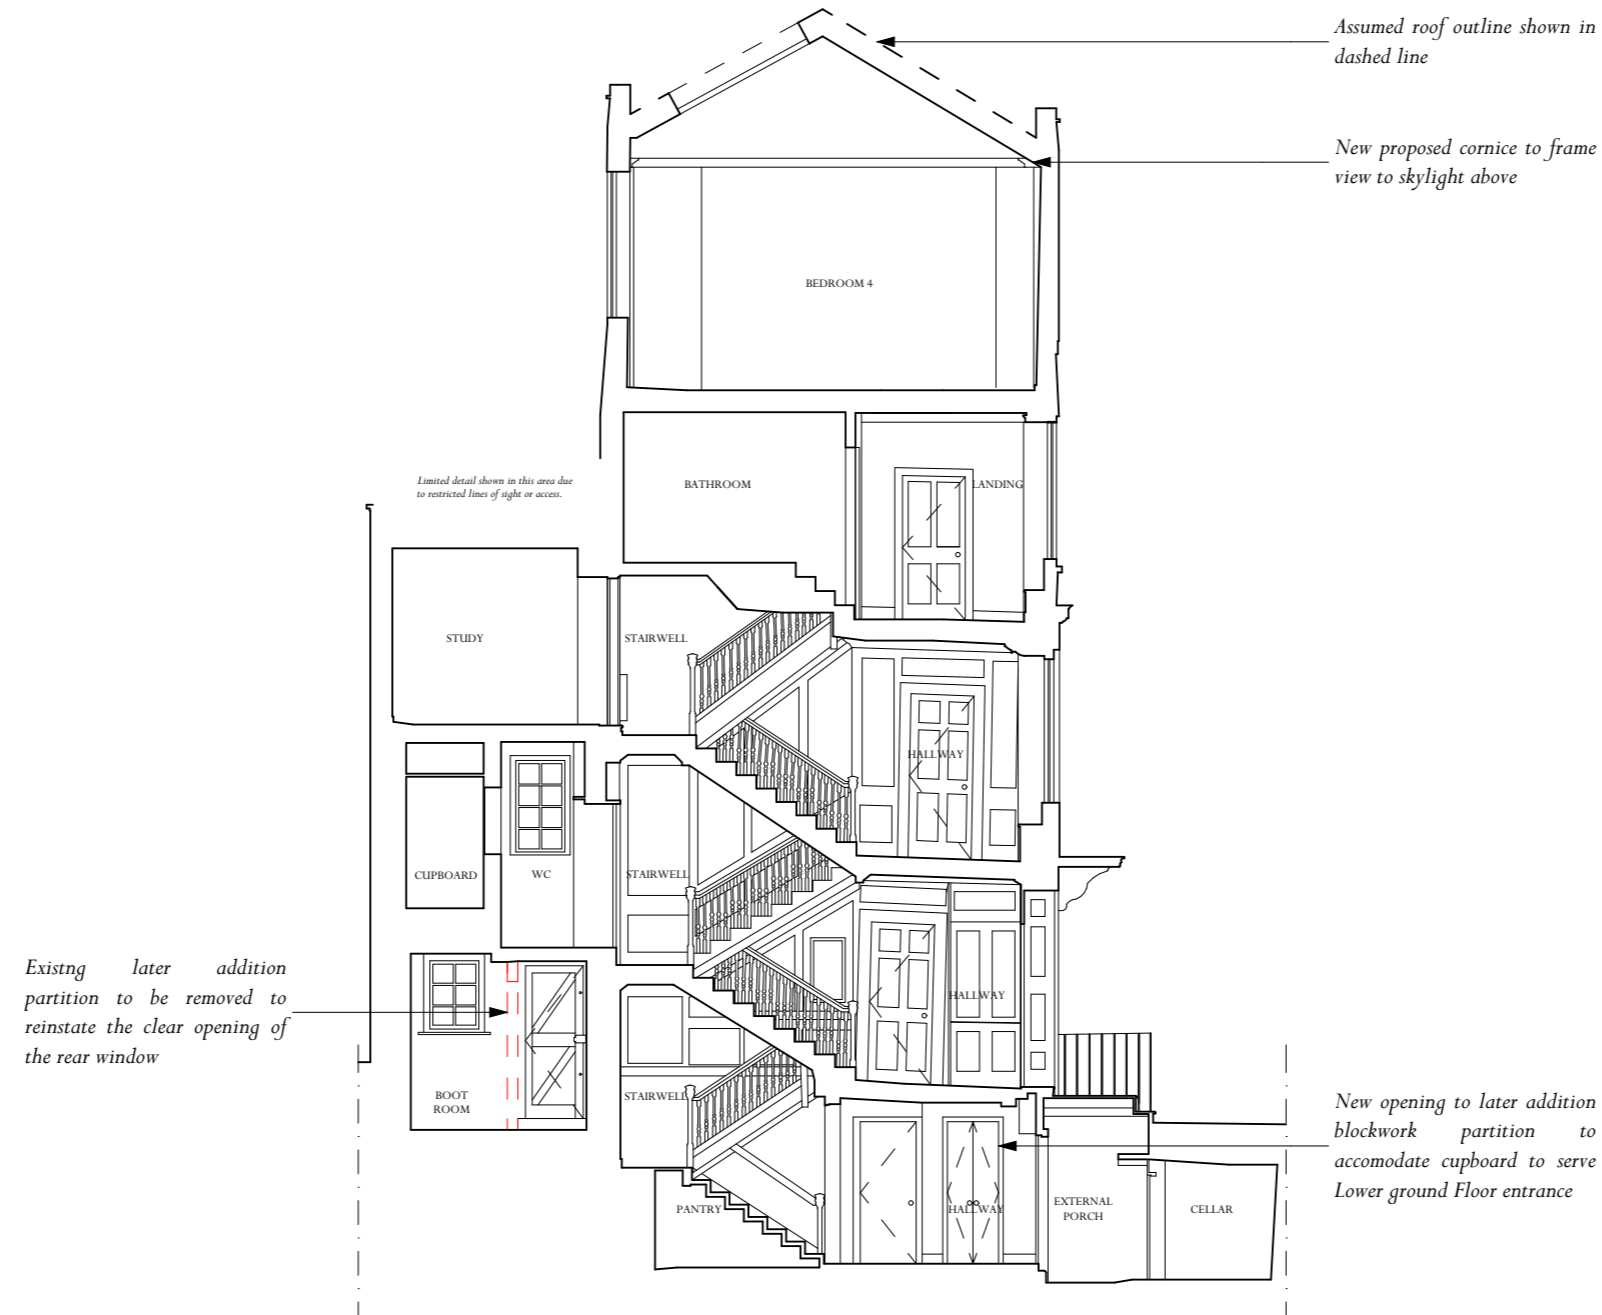 Assumed roof outline shown in
dashed line
New proposed cornice to frame
view to skylight above
BEDROOM 4
Limited detail shown in this area due
to restricted lines of sight or access.
BATHROOM
LANDING
STUDY
STAIRWELL
HALLWAY
CUPBOARD
WC
STAIRWELL
HALLWAY
Existng later addition
partition to be removed to
reinstate the clear opening of
the rear window
BOOT
ROOM
STAIRWELL
New opening to later addition
blockwork partition to
accomodate cupboard to serve
Lower ground Floor entrance
PANTRY
HALLWAY
EXTERNAL
PORCH
CELLAR